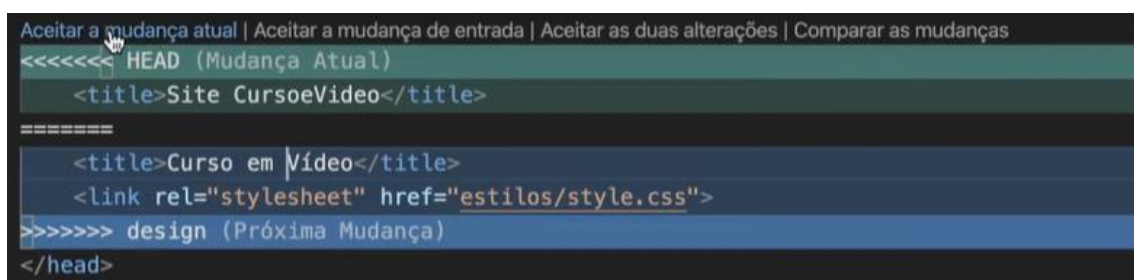 Aceitar a mudança atual | Aceitar a mudança de entrada | Aceitar as duas alterações | Comparar as mudanças
<<<<<<< HEAD (Mudança Atual)
<title>Site CursoeVideo</title>
=======
<title>Curso em Vídeo</title>
<link rel="stylesheet" href="estilos/style.css">
>>>>>>> design (Próxima Mudança)
</head>